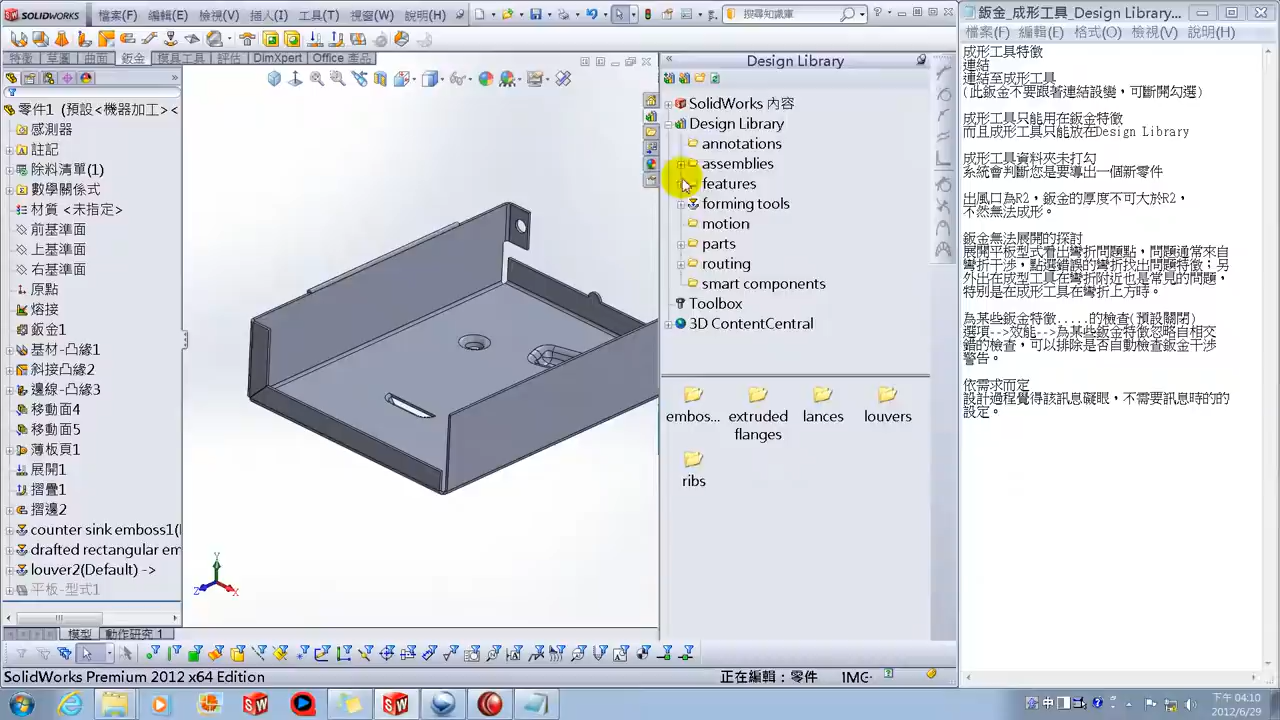 SOLIDWORKS 檔案(F) 編輯(E) 檢視(V) 插入(I) 工具(T) 視窗(W) 說明(H) 搜尋知識庫
特徵 草圖 曲面 鈑金 模具工具 評估 DimXpert Office 產品
零件1 (預設<機器加工><
感測器
註記
除料清單(1)
數學關係式
材質 <未指定>
前基準面
上基準面
右基準面
原點
熔接
鈑金1
基材-凸緣1
斜接凸緣2
邊線-凸緣3
移動面4
移動面5
薄板頁1
展開1
摺疊1
摺邊2
counter sink emboss1(
drafted rectangular em
louver2(Default) ->
平板-型式1
Y
Z
X
模型 動作研究 1
Design Library
SolidWorks 內容
Design Library
annotations
assemblies
features
forming tools
motion
parts
routing
smart components
Toolbox
3D ContentCentral
embos... extruded flanges lances louvers
ribs
鈑金_成形工具_Design Library...
檔案(F) 編輯(E) 格式(O) 檢視(V) 說明(H)
成形工具特徵
連結
連結至成形工具
(此鈑金不要跟著連結設變，可斷開勾選)
成形工具只能用在鈑金特徵
而且成形工具只能放在Design Library
成形工具資料夾未打勾
系統會判斷您是要導出一個新零件
出風口為R2，鈑金的厚度不可大於R2，
不然無法成形。
鈑金無法展開的探討
展開平板型式看出彎折問題點，問題通常來自
彎折干涉，點選錯誤的彎折找出問題特徵；另
外出在成型工具在彎折附近也是常見的問題，
特別是在成形工具在彎折上方時。
為某些鈑金特徵.....的檢查(預設關閉)
選項-->效能-->為某些鈑金特徵忽略自相交
錯的檢查，可以排除是否自動檢查鈑金干涉
警告。
依需求而定
設計過程覺得該訊息礙眼，不需要訊息時的的
設定。
SolidWorks Premium 2012 x64 Edition 正在編輯：零件
中
下午 04:10
2012/6/29